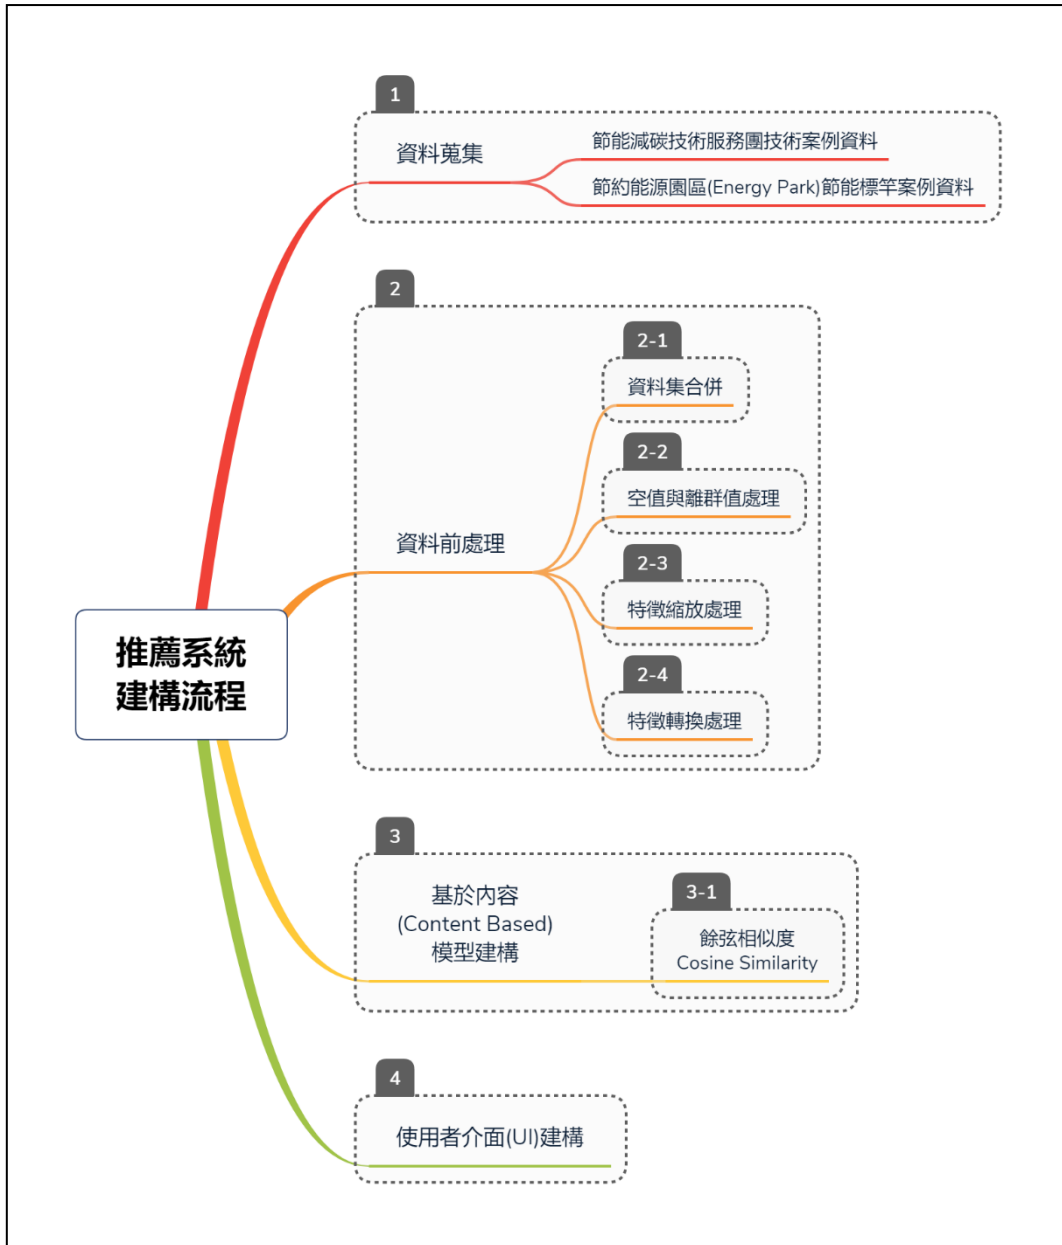 推薦系統
建構流程
1
資料蒐集
節能減碳技術服務團技術案例資料
節約能源園區(Energy Park)節能標竿案例資料
2
資料前處理
2-1
資料集合併
2-2
空值與離群值處理
2-3
特徵縮放處理
2-4
特徵轉換處理
3
基於內容
(Content Based)
模型建構
3-1
餘弦相似度
Cosine Similarity
4
使用者介面(UI)建構